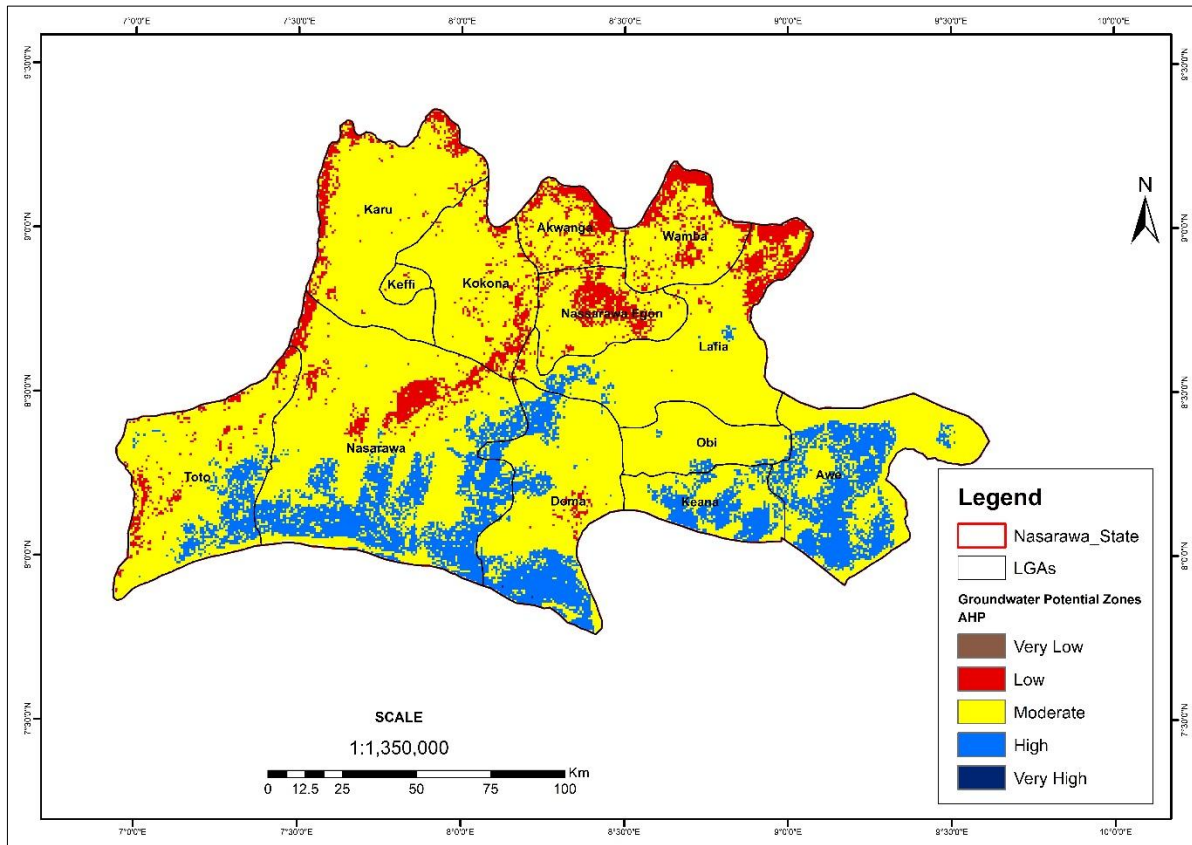 7°0'0"E 7°30'0"E 8°0'0"E 8°30'0"E 9°0'0"E 9°30'0"E 10°0'0"E
9°30'0"N 9°30'0"N
N
Karu
Akwanga
Wamba
9°0'0"N 9°0'0"N
Keffi
Kokona
Nassarawa Egon
Lafia
8°30'0"N 8°30'0"N
Nasarawa
Obi
Toto
Doma
Keana
Awe
8°0'0"N 8°0'0"N
Legend
Nasarawa_State
LGAs
Groundwater Potential Zones
AHP
Very Low
Low
Moderate
High
Very High
7°30'0"N 7°30'0"N
SCALE
1:1,350,000
Km
0 12.5 25 50 75 100
7°0'0"E 7°30'0"E 8°0'0"E 8°30'0"E 9°0'0"E 9°30'0"E 10°0'0"E